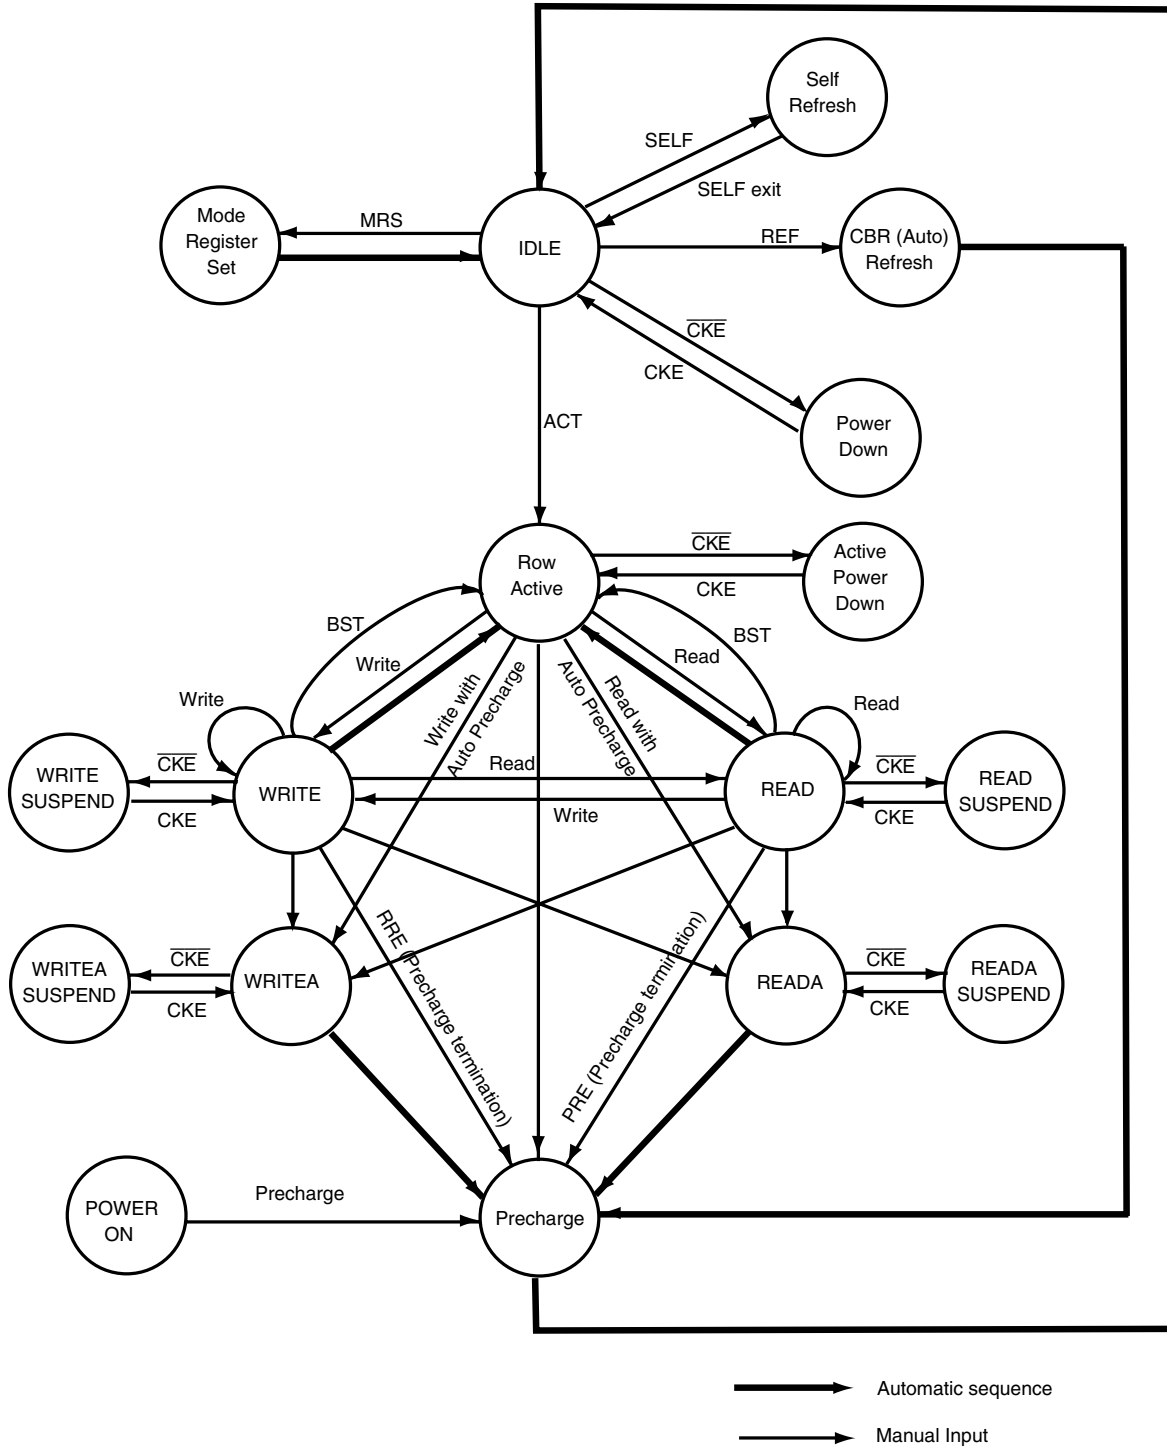 Self
Refresh
SELF
SELF exit
Mode
Register
Set
MRS
IDLE
REF
CBR (Auto)
Refresh
CKE
CKE
Power
Down
ACT
Row
Active
CKE
CKE
Active
Power
Down
BST
BST
Write
Read
Write with
Auto Precharge
Read with
Auto Precharge
Write
Read
WRITE
SUSPEND
CKE
CKE
WRITE
Read
Write
READ
CKE
CKE
READ
SUSPEND
RRE (Precharge termination)
PRE (Precharge termination)
WRITEA
SUSPEND
CKE
CKE
WRITEA
READA
CKE
CKE
READA
SUSPEND
POWER
ON
Precharge
Precharge
Automatic sequence
Manual Input